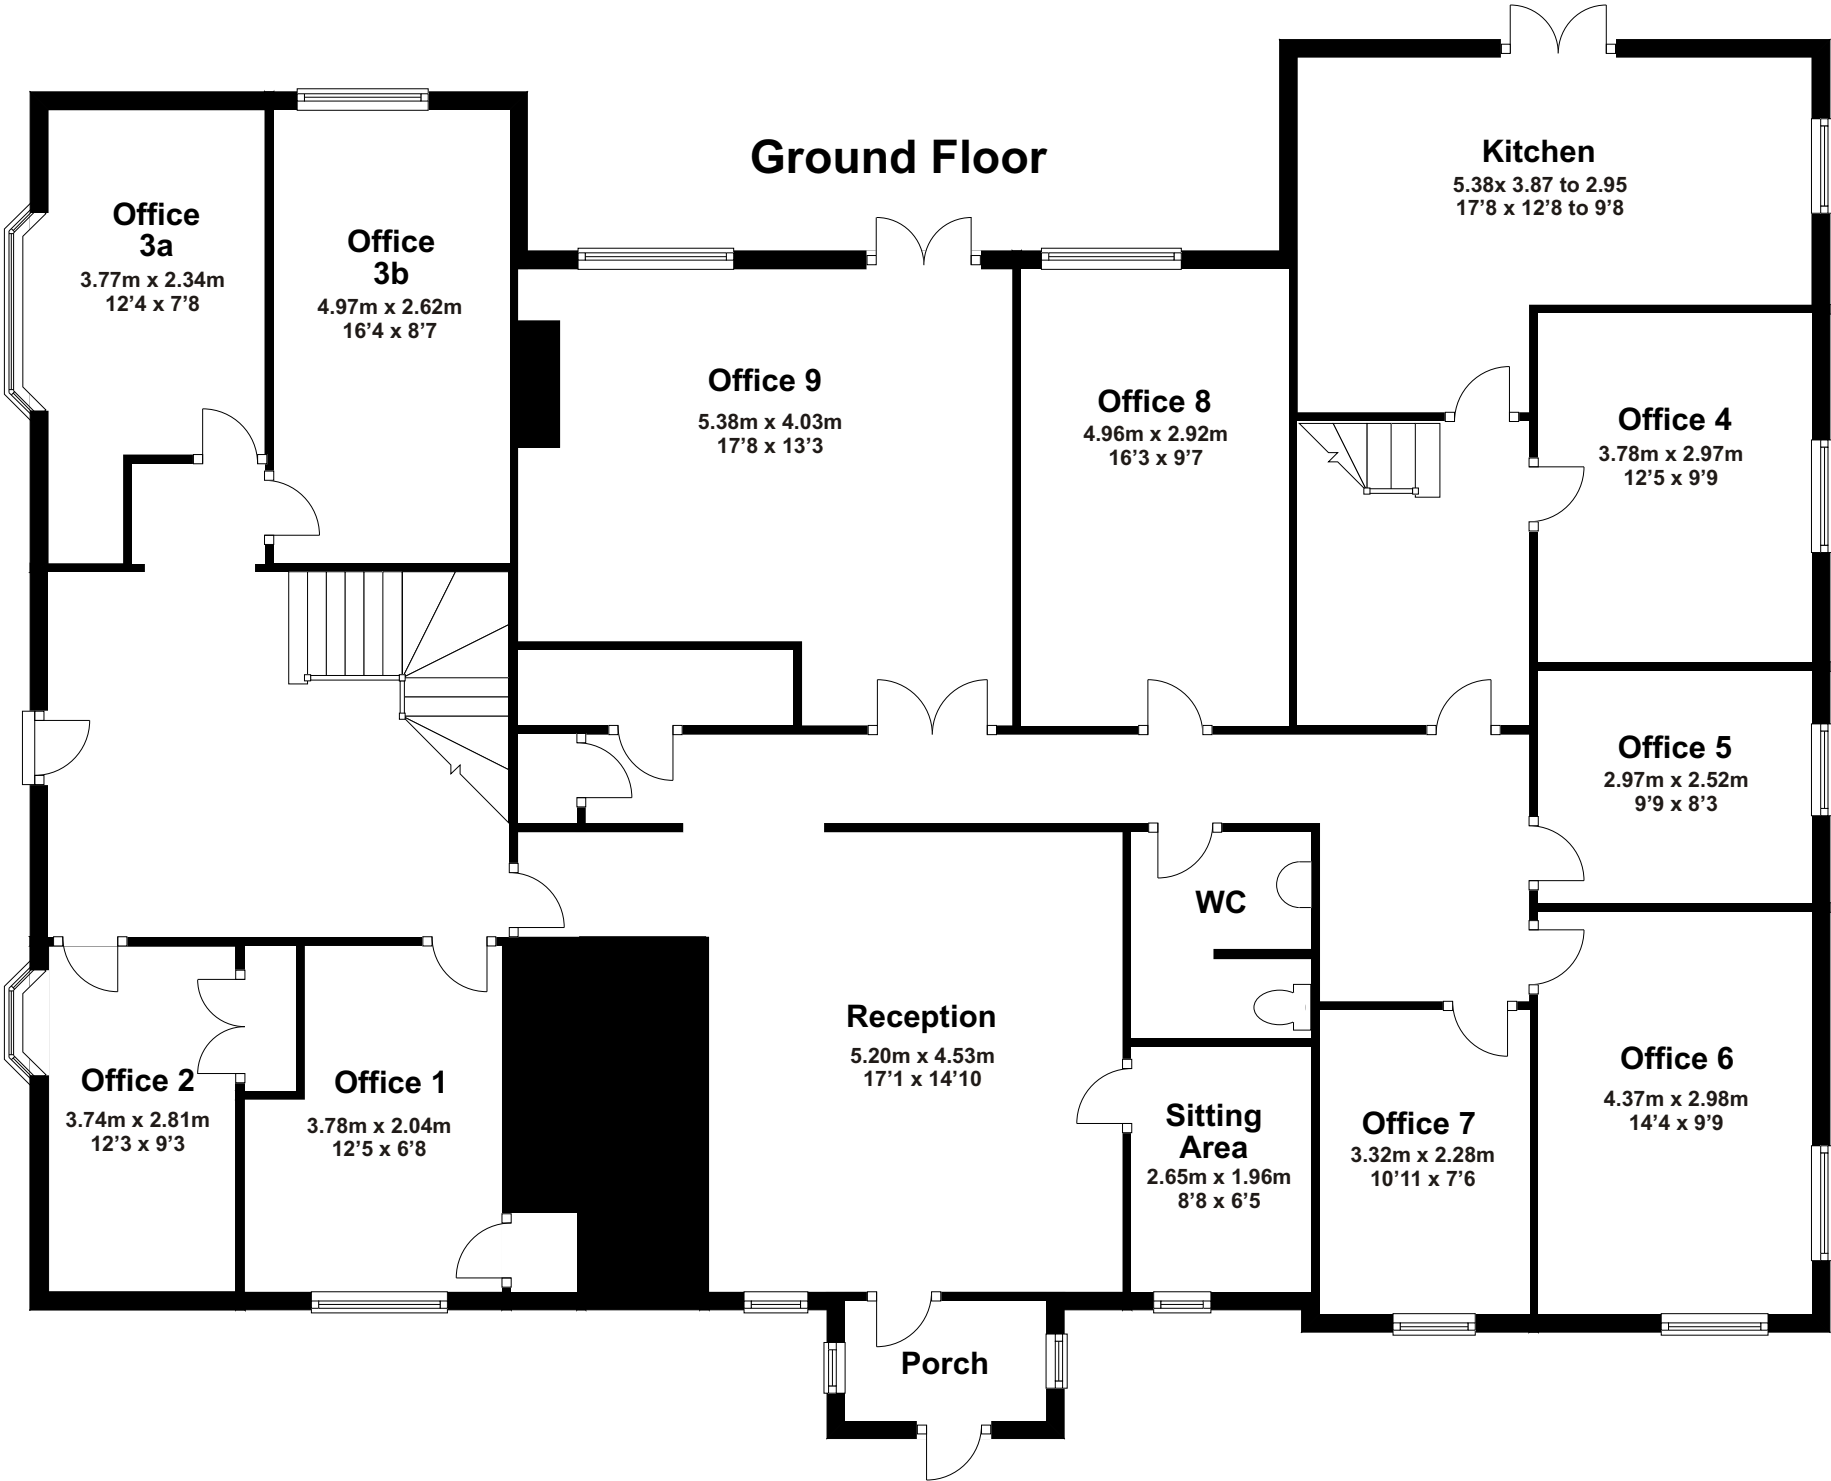 Ground Floor
Kitchen
5.38x 3.87 to 2.95
17’8 x 12’8 to 9’8
Office
3a
3.77m x 2.34m
12’4 x 7’8
Office
3b
4.97m x 2.62m
16’4 x 8’7
Office 9
5.38m x 4.03m
17’8 x 13’3
Office 8
4.96m x 2.92m
16’3 x 9’7
Office 4
3.78m x 2.97m
12’5 x 9’9
Office 5
2.97m x 2.52m
9’9 x 8’3
WC
Reception
5.20m x 4.53m
17’1 x 14’10
Office 2
3.74m x 2.81m
12’3 x 9’3
Office 1
3.78m x 2.04m
12’5 x 6’8
Sitting
Area
2.65m x 1.96m
8’8 x 6’5
Office 7
3.32m x 2.28m
10’11 x 7’6
Office 6
4.37m x 2.98m
14’4 x 9’9
Porch